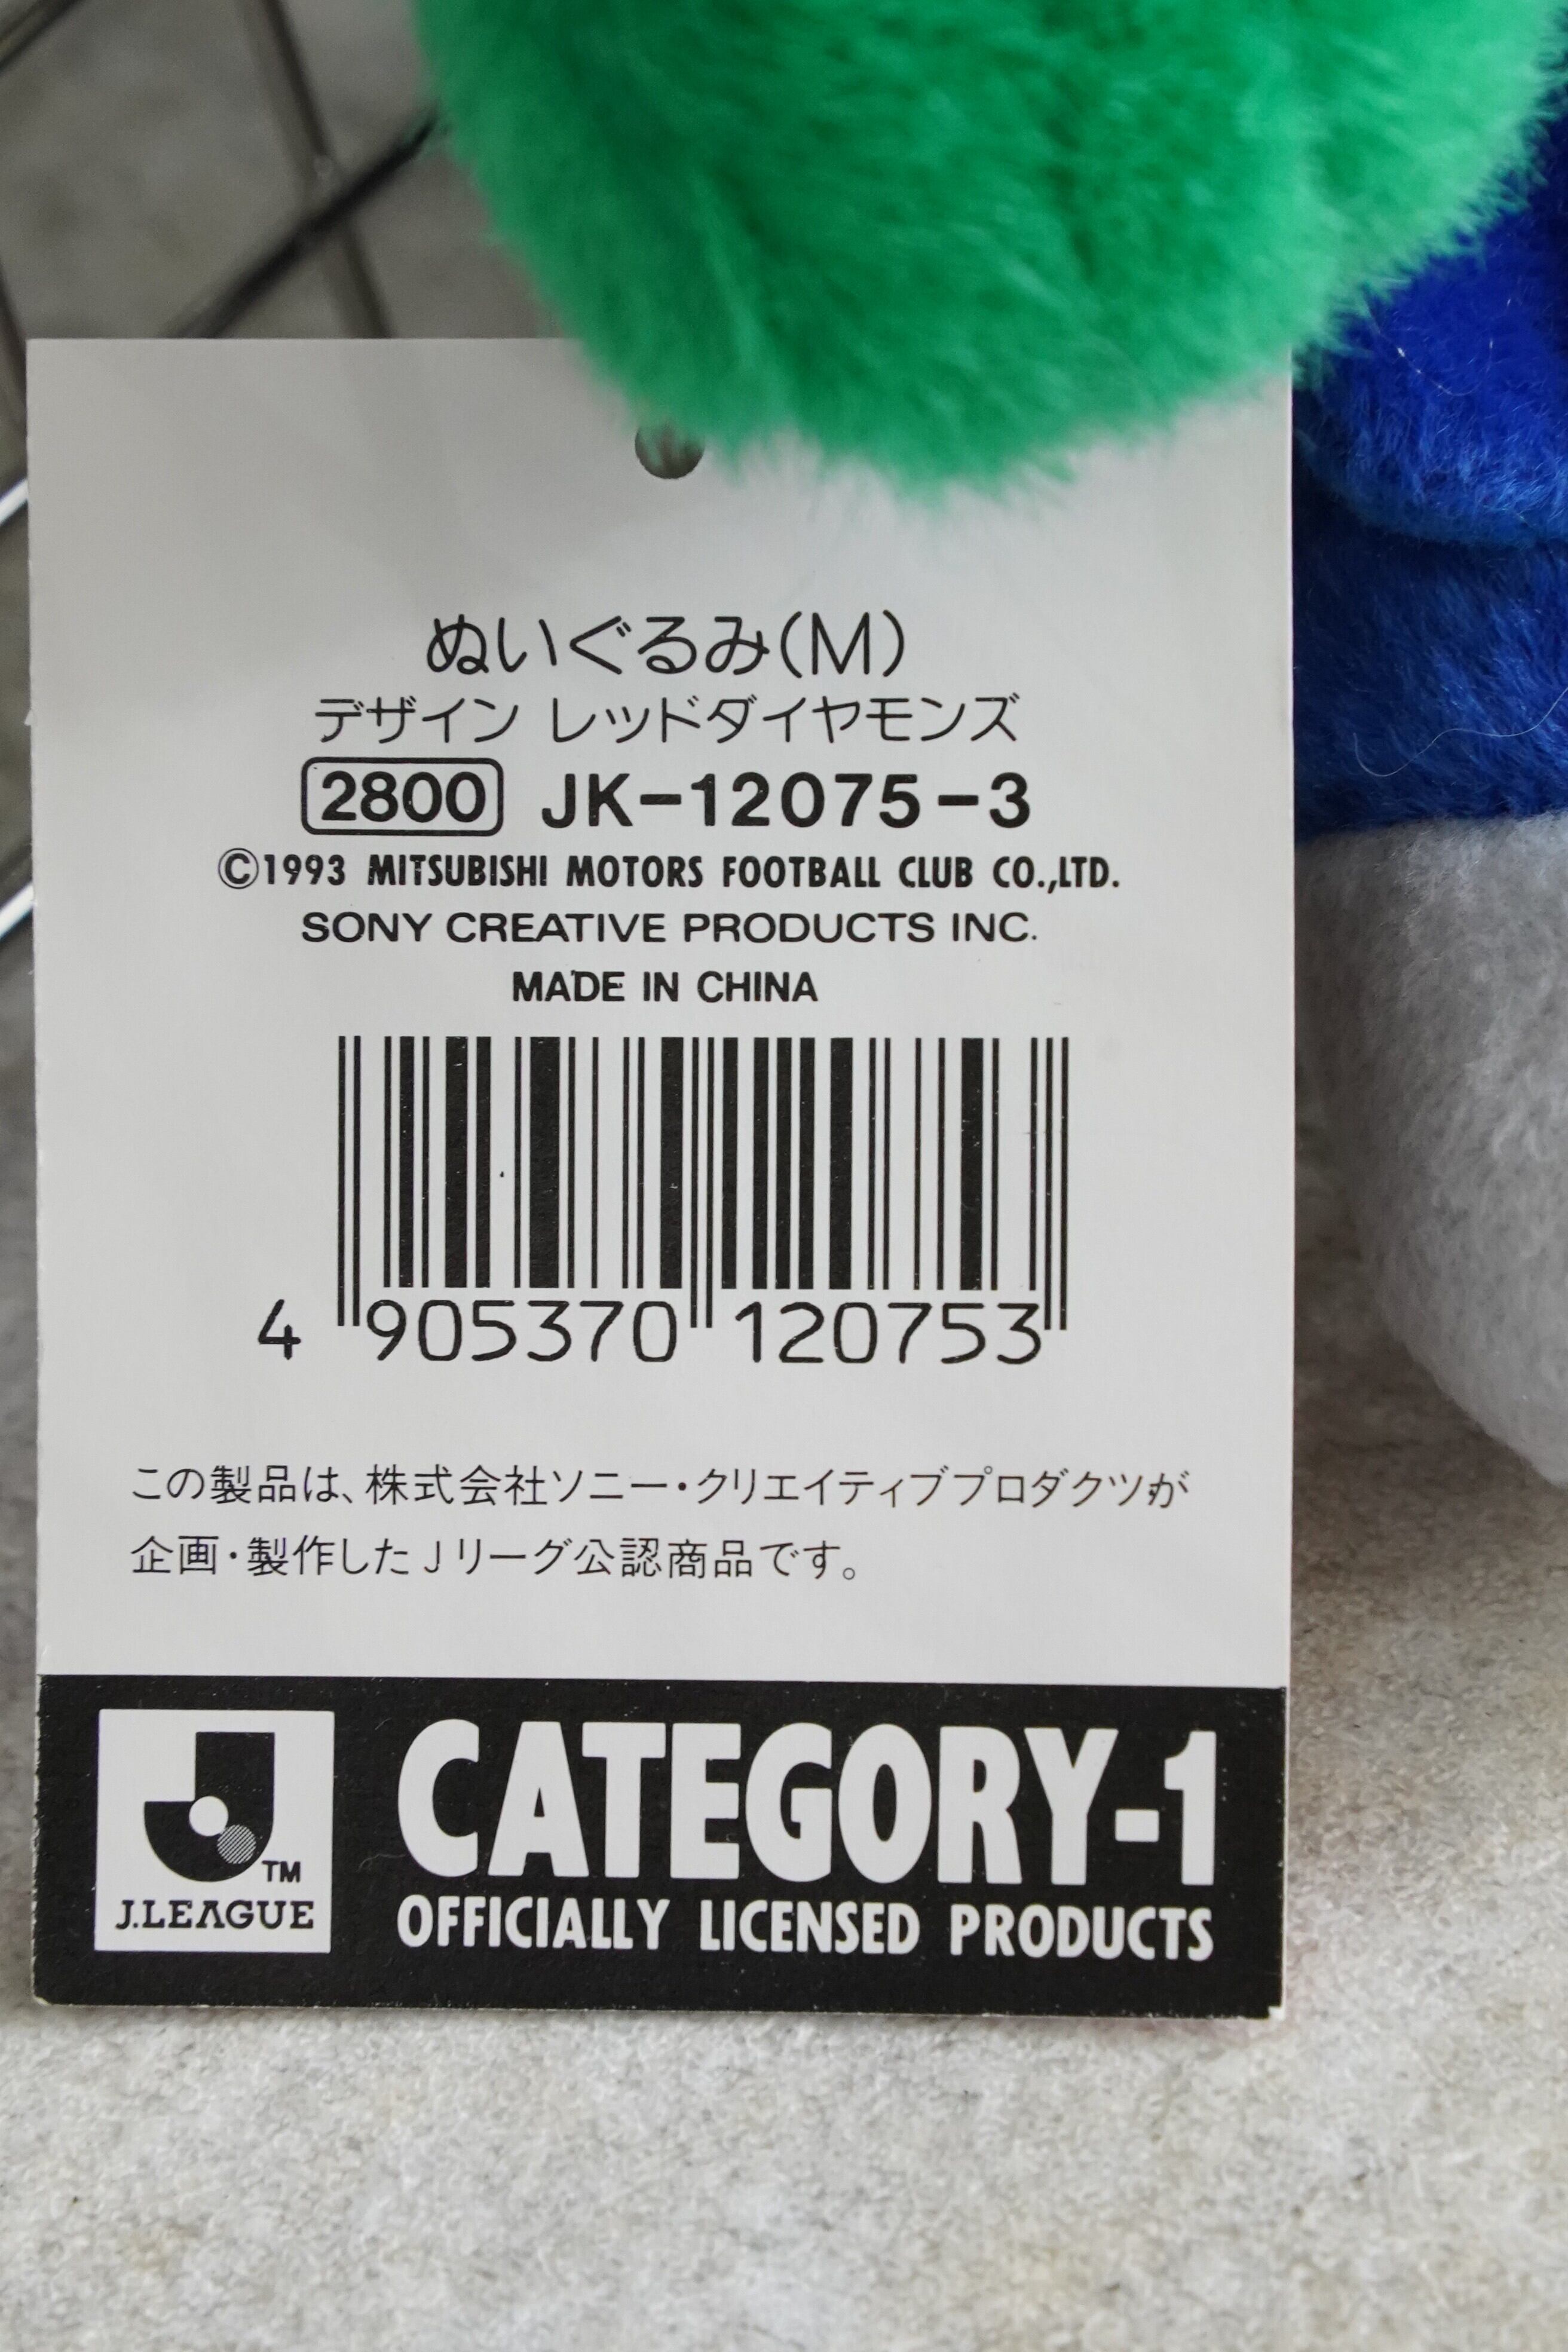 ぬいぐるみ(M)
デザイン レッドダイヤモンズ
2800 JK-12075-3
©1993 MITSUBISHI MOTORS FOOTBALL CLUB CO.,LTD.
SONY CREATIVE PRODUCTS INC.
MADE IN CHINA
4 905370 120753
この製品は、株式会社ソニー・クリエイティブプロダクツが
企画・製作したJリーグ公認商品です。
CATEGORY-1
OFFICIALLY LICENSED PRODUCTS
TM
J.LEAGUE